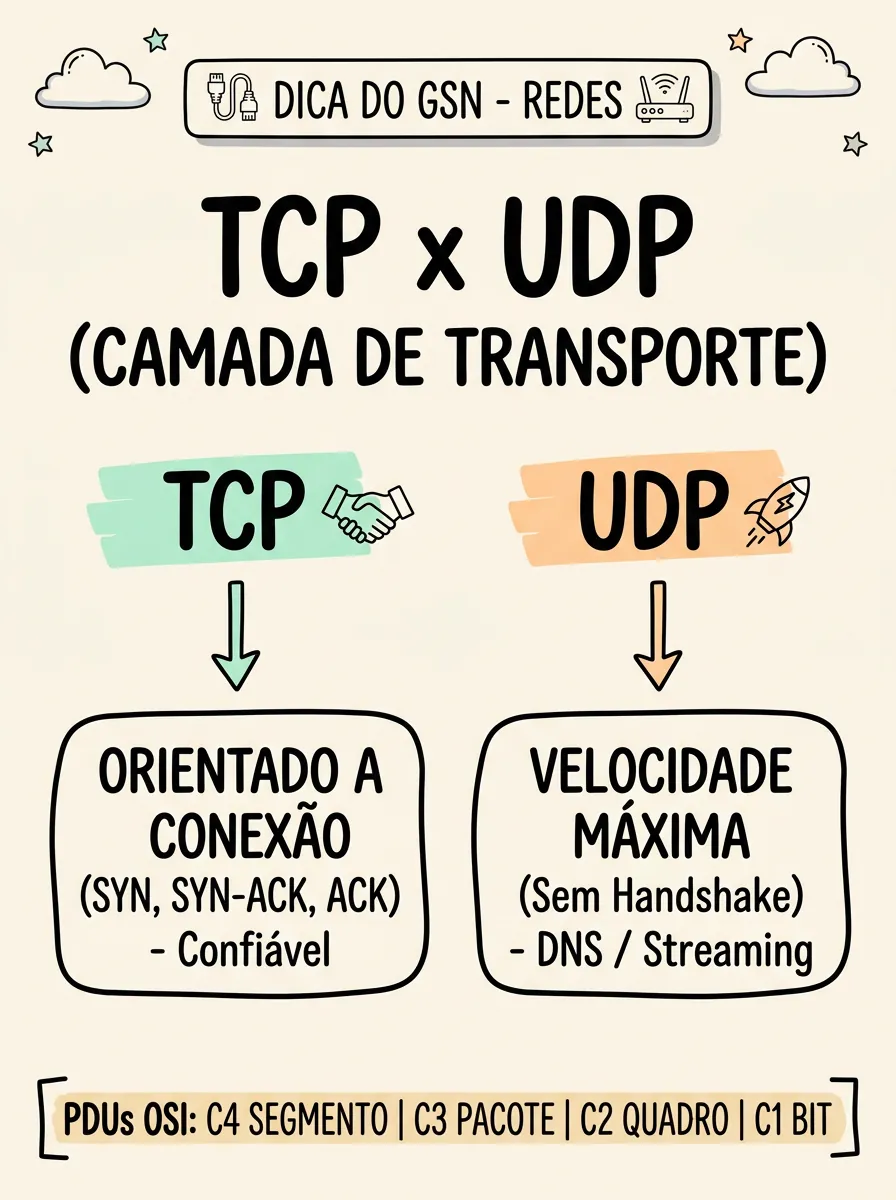 DICA DO GSN - REDES
TCP x UDP
(CAMADA DE TRANSPORTE)
TCP
UDP
ORIENTADO A
CONEXÃO
(SYN, SYN-ACK, ACK)
- Confiável
VELOCIDADE
MÁXIMA
(Sem Handshake)
- DNS / Streaming
PDUs OSI: C4 SEGMENTO | C3 PACOTE | C2 QUADRO | C1 BIT